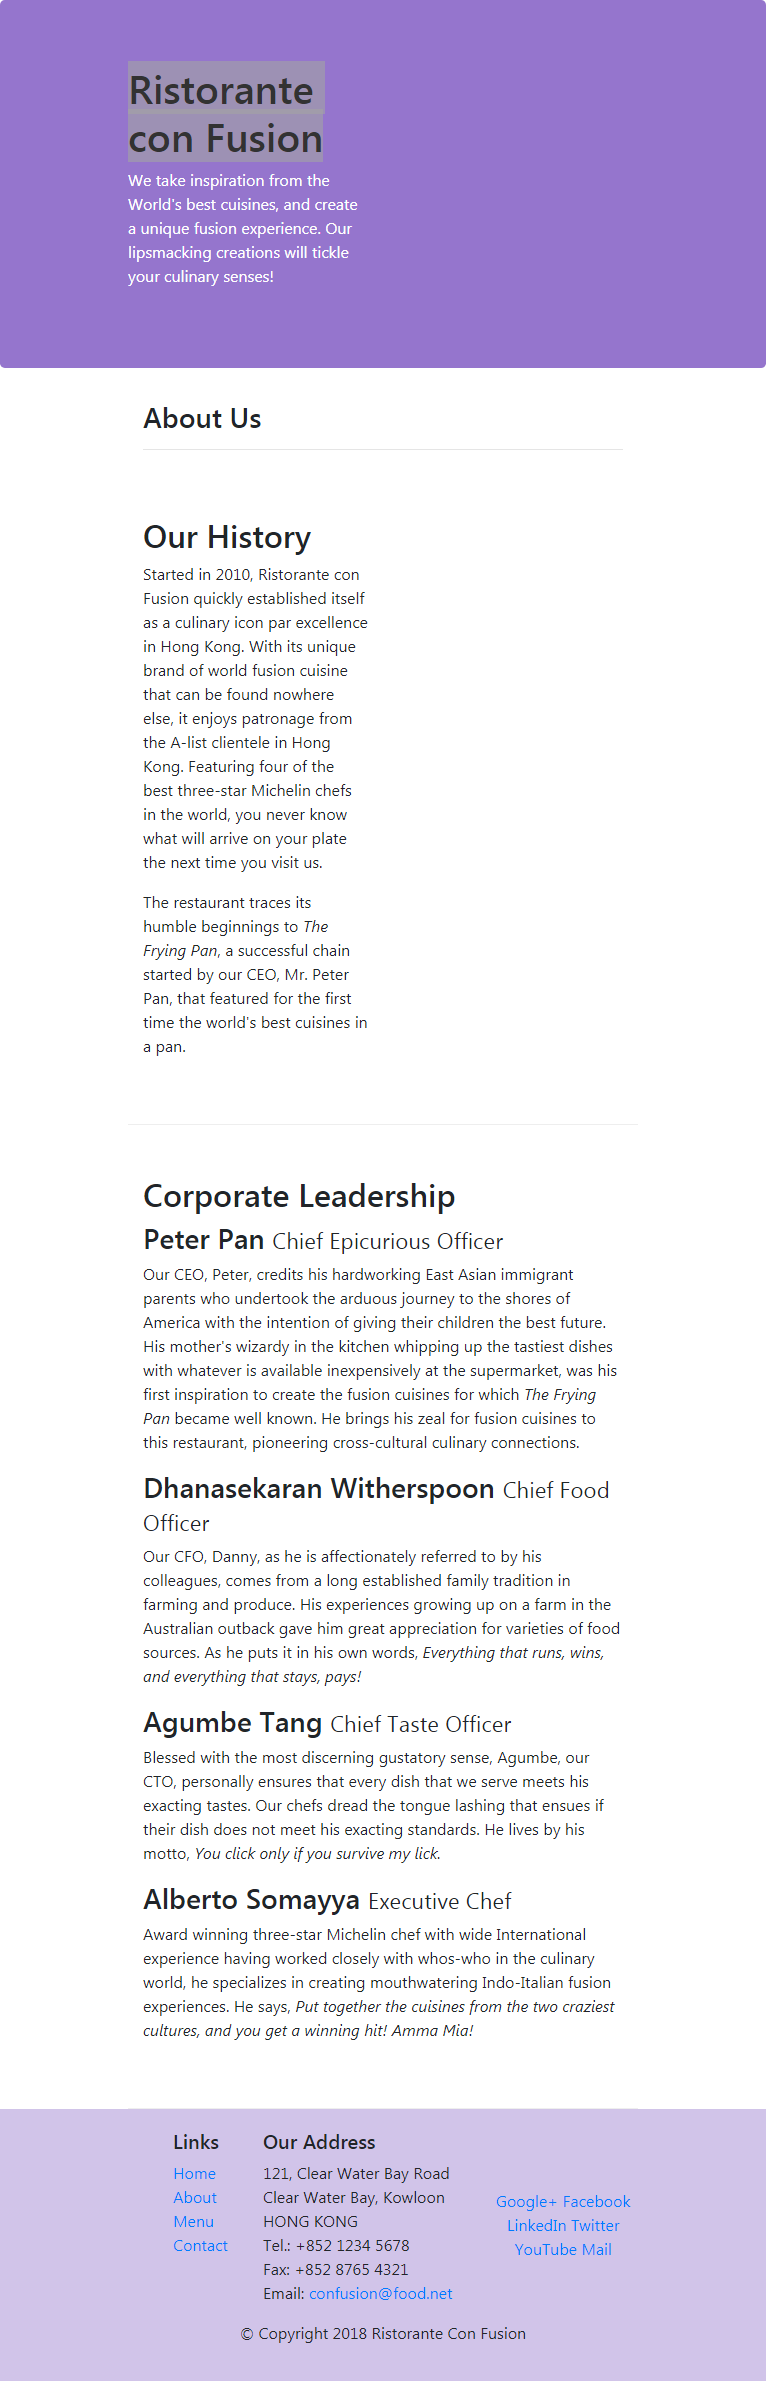 Ristorante
con Fusion
We take inspiration from the
World's best cuisines, and create
a unique fusion experience. Our
lipsmacking creations will tickle
your culinary senses!
About Us
Our History
Started in 2010, Ristorante con
Fusion quickly established itself
as a culinary icon par excellence
in Hong Kong. With its unique
brand of world fusion cuisine
that can be found nowhere
else, it enjoys patronage from
the A-list clientele in Hong
Kong. Featuring four of the
best three-star Michelin chefs
in the world, you never know
what will arrive on your plate
the next time you visit us.
The restaurant traces its
humble beginnings to The
Frying Pan, a successful chain
started by our CEO, Mr. Peter
Pan, that featured for the first
time the world's best cuisines in
a pan.
Corporate Leadership
Peter Pan Chief Epicurious Officer
Our CEO, Peter, credits his hardworking East Asian immigrant
parents who undertook the arduous journey to the shores of
America with the intention of giving their children the best future.
His mother's wizardy in the kitchen whipping up the tastiest dishes
with whatever is available inexpensively at the supermarket, was his
first inspiration to create the fusion cuisines for which The Frying
Pan became well known. He brings his zeal for fusion cuisines to
this restaurant, pioneering cross-cultural culinary connections.
Dhanasekaran Witherspoon Chief Food
Officer
Our CFO, Danny, as he is affectionately referred to by his
colleagues, comes from a long established family tradition in
farming and produce. His experiences growing up on a farm in the
Australian outback gave him great appreciation for varieties of food
sources. As he puts it in his own words, Everything that runs, wins,
and everything that stays, pays!
Agumbe Tang Chief Taste Officer
Blessed with the most discerning gustatory sense, Agumbe, our
CTO, personally ensures that every dish that we serve meets his
exacting tastes. Our chefs dread the tongue lashing that ensues if
their dish does not meet his exacting standards. He lives by his
motto, You click only if you survive my lick.
Alberto Somayya Executive Chef
Award winning three-star Michelin chef with wide International
experience having worked closely with whos-who in the culinary
world, he specializes in creating mouthwatering Indo-Italian fusion
experiences. He says, Put together the cuisines from the two craziest
cultures, and you get a winning hit! Amma Mia!
Links
Home
About
Menu
Contact
Our Address
121, Clear Water Bay Road
Clear Water Bay, Kowloon
HONG KONG
Tel.: +852 1234 5678
Fax: +852 8765 4321
Email: confusion@food.net
Google+ Facebook
LinkedIn Twitter
YouTube Mail
© Copyright 2018 Ristorante Con Fusion